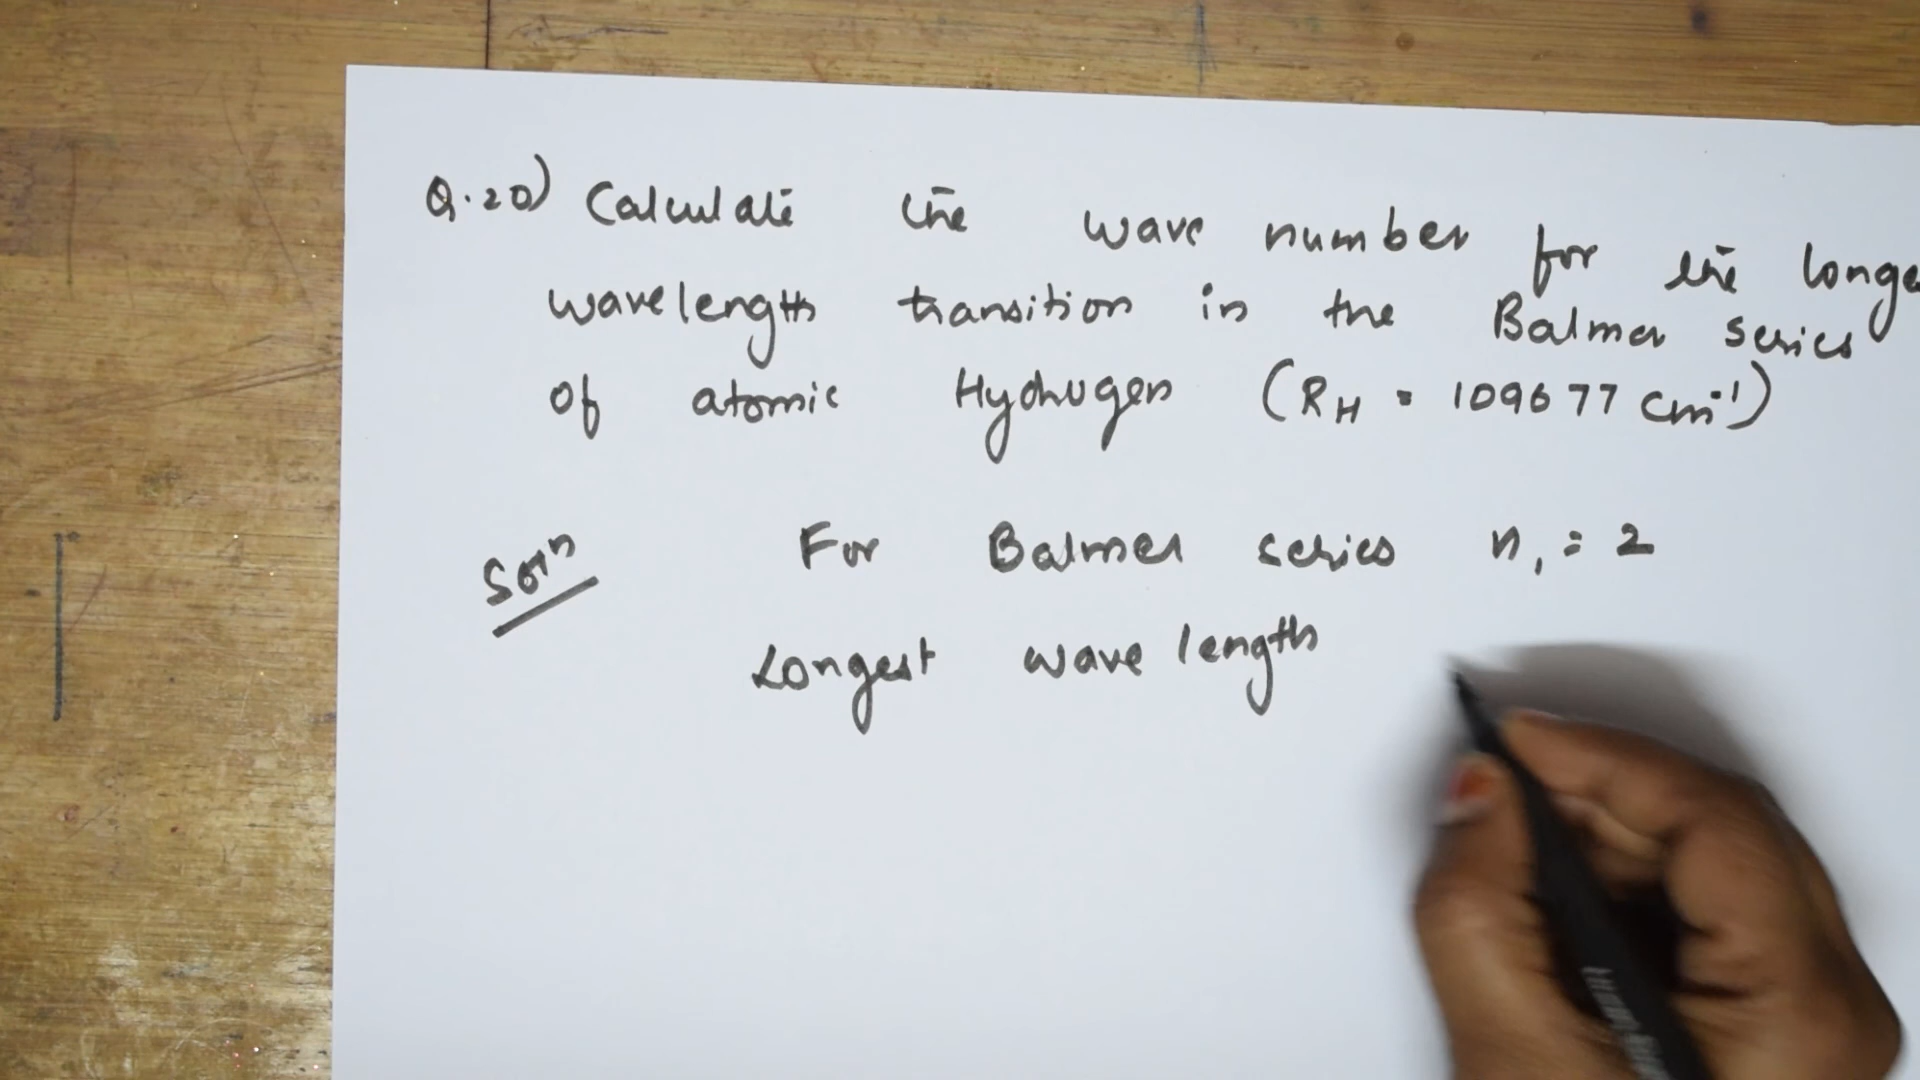 Q.20) Calculate the wave number for the longe
wavelength transition in the Balmer series
of atomic Hydrogen (RH = 109677 cm⁻¹)
Soln For Balmer series n₁ = 2
Longest wave length